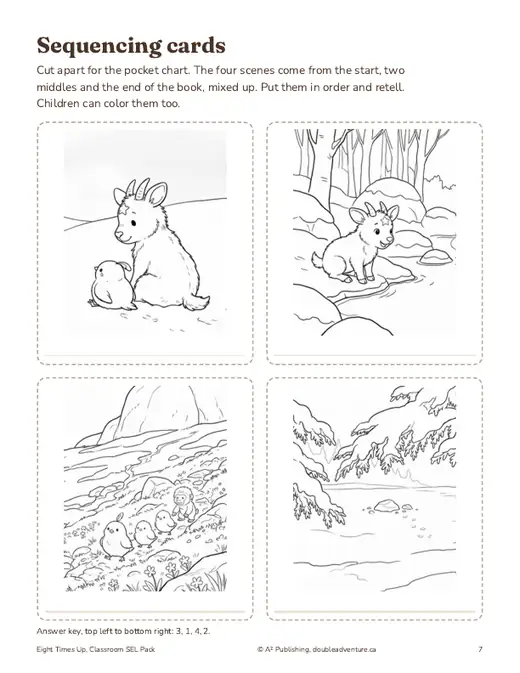 Sequencing cards
Cut apart for the pocket chart. The four scenes come from the start, two
middles and the end of the book, mixed up. Put them in order and retell.
Children can color them too.
Answer key, top left to bottom right: 3, 1, 4, 2.
Eight Times Up, Classroom SEL Pack
© A² Publishing, doubleadventure.ca
7